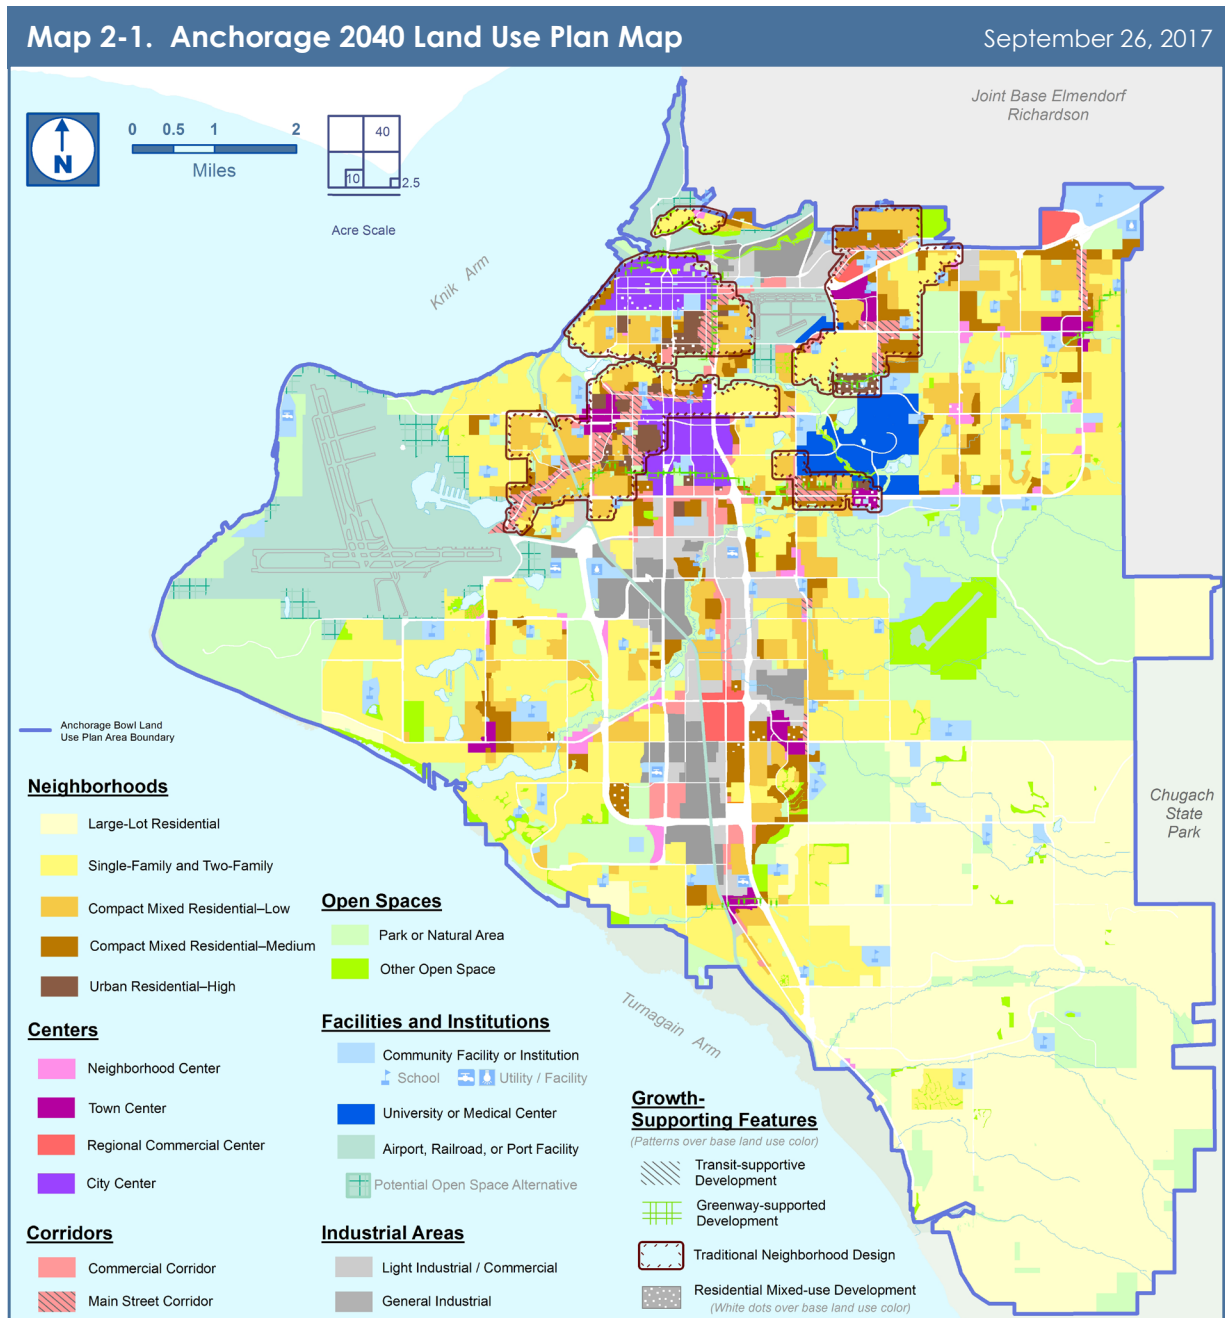 Map 2-1.  Anchorage 2040 Land Use Plan Map
September 26, 2017
Joint Base Elmendorf
Richardson
N
0 0.5 1 2
Miles
40
10
2.5
Acre Scale
Knik Arm
Anchorage Bowl Land
Use Plan Area Boundary
Chugach
State
Park
Turnagain Arm
Neighborhoods
Large-Lot Residential
Single-Family and Two-Family
Compact Mixed Residential–Low
Compact Mixed Residential–Medium
Urban Residential–High
Centers
Neighborhood Center
Town Center
Regional Commercial Center
City Center
Corridors
Commercial Corridor
Main Street Corridor
Open Spaces
Park or Natural Area
Other Open Space
Facilities and Institutions
Community Facility or Institution
School
Utility / Facility
University or Medical Center
Airport, Railroad, or Port Facility
Potential Open Space Alternative
Industrial Areas
Light Industrial / Commercial
General Industrial
Growth-
Supporting Features
(Patterns over base land use color)
Transit-supportive
Development
Greenway-supported
Development
Traditional Neighborhood Design
Residential Mixed-use Development
(White dots over base land use color)